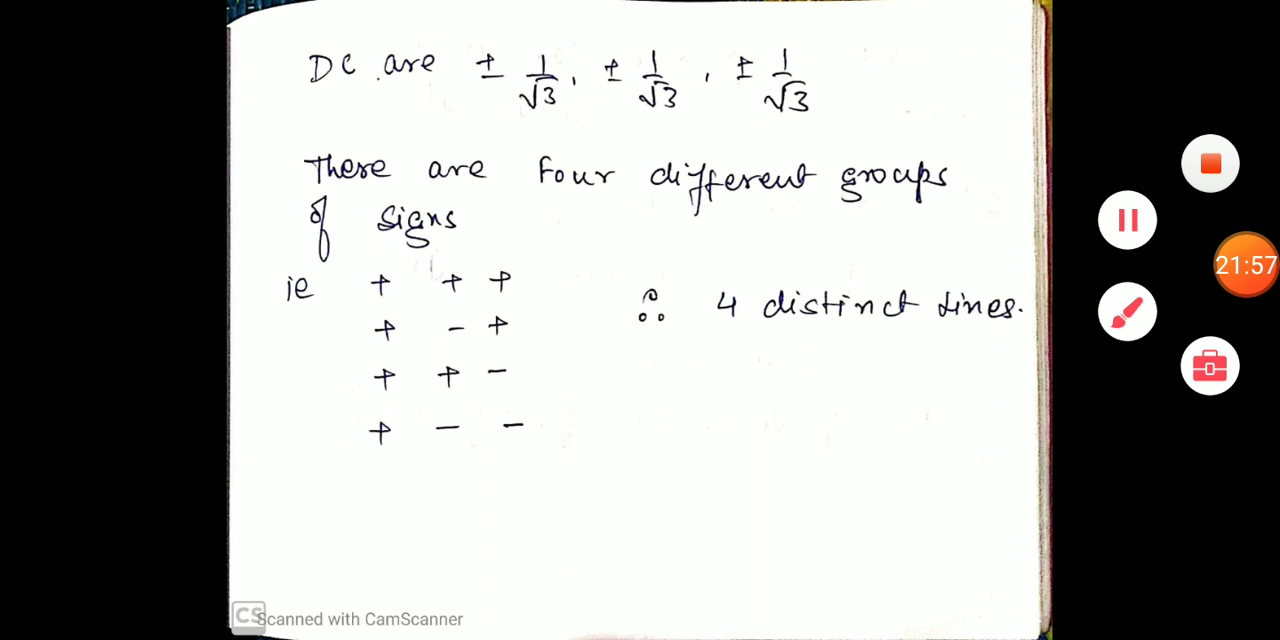 DC are ± 1/√3, ± 1/√3, ± 1/√3
There are Four different groups
of signs
ie + + +
+ - +
∴ 4 distinct lines.
+ + -
+ - -
21:57
CS Scanned with CamScanner